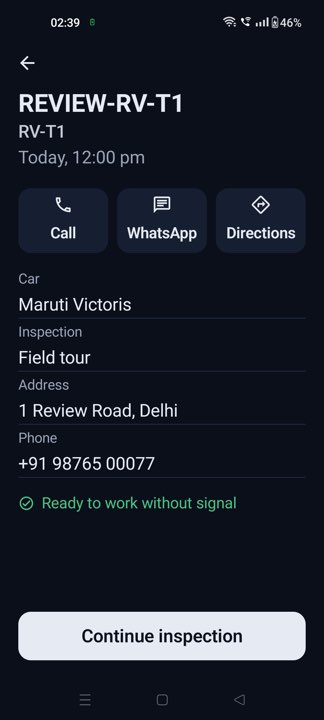 02:39
46%
REVIEW-RV-T1
RV-T1
Today, 12:00 pm
Call
WhatsApp
Directions
Car
Maruti Victoris
Inspection
Field tour
Address
1 Review Road, Delhi
Phone
+91 98765 00077
Ready to work without signal
Continue inspection